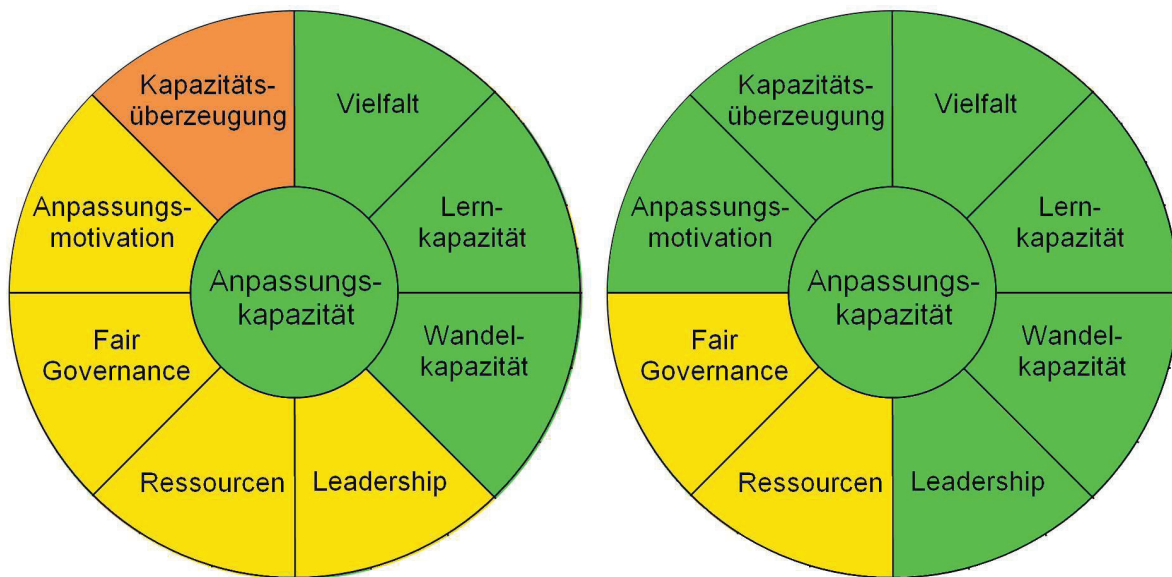 Kapazitäts-
überzeugung
Vielfalt
Lern-
kapazität
Wandel-
kapazität
Leadership
Ressourcen
Fair
Governance
Anpassungs-
motivation
Anpassungs-
kapazität
Kapazitäts-
überzeugung
Vielfalt
Lern-
kapazität
Wandel-
kapazität
Leadership
Ressourcen
Fair
Governance
Anpassungs-
motivation
Anpassungs-
kapazität